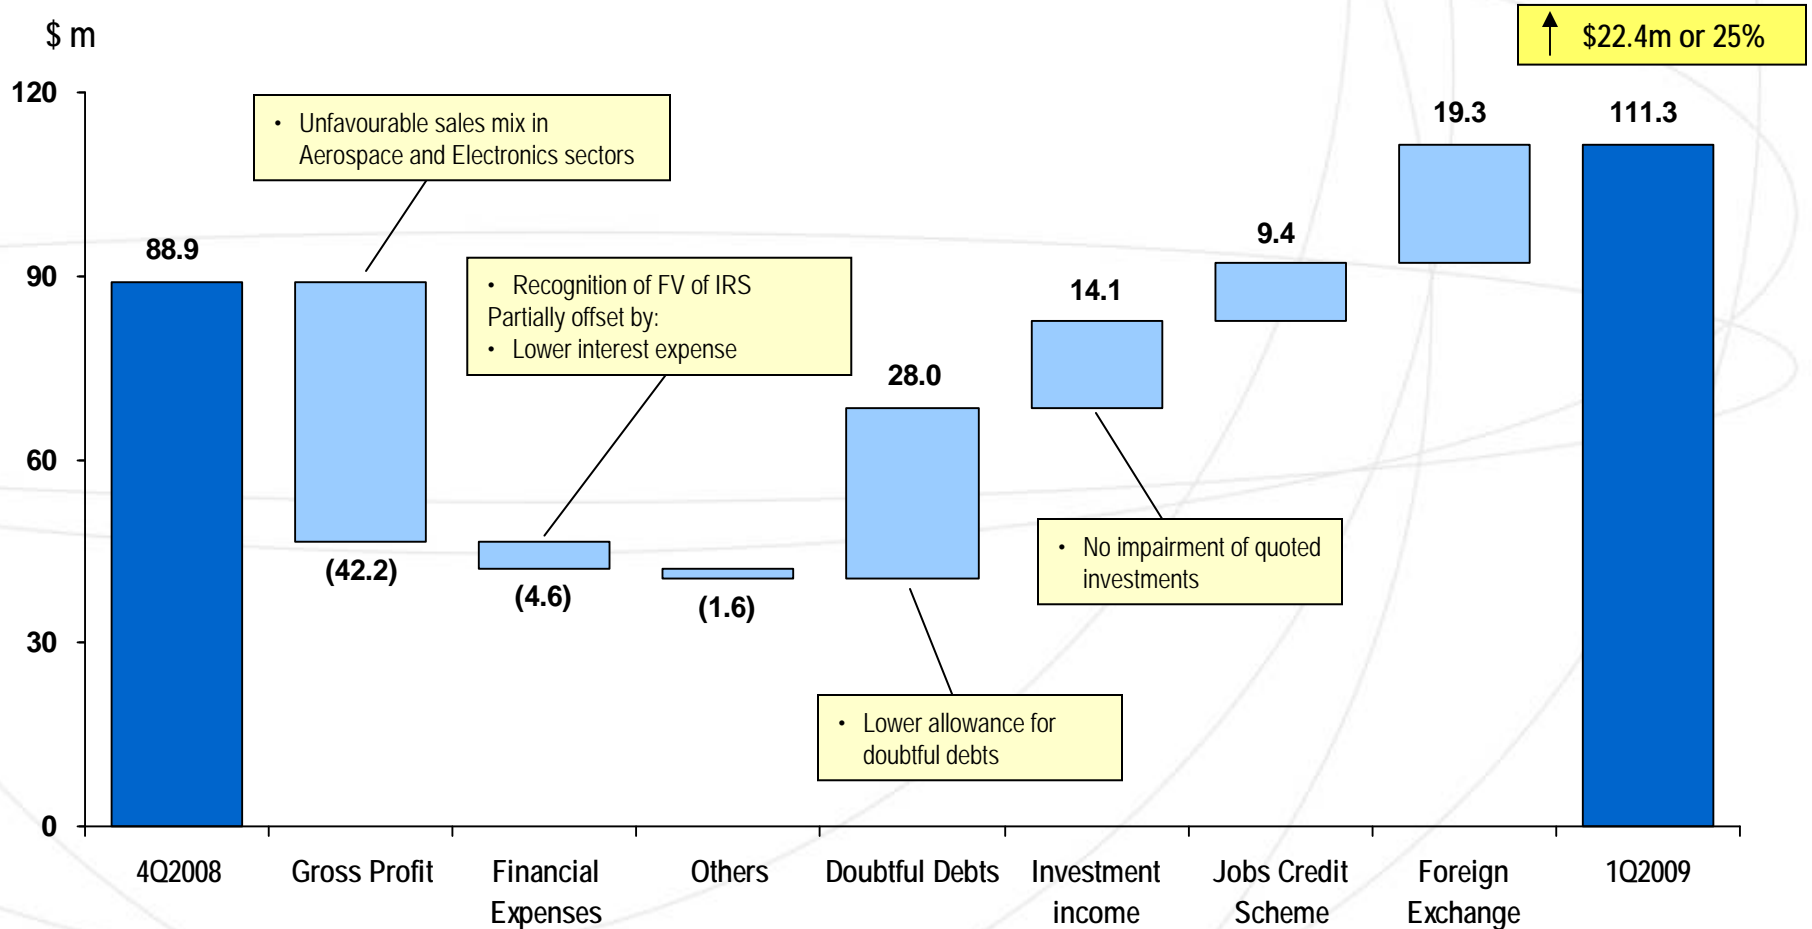 $ m
↑ $22.4m or 25%
120
90
60
30
0
88.9
(42.2)
(4.6)
(1.6)
28.0
14.1
9.4
19.3
111.3
• Unfavourable sales mix in
Aerospace and Electronics sectors
• Recognition of FV of IRS
Partially offset by:
• Lower interest expense
• No impairment of quoted
investments
• Lower allowance for
doubtful debts
4Q2008
Gross Profit
Financial
Expenses
Others
Doubtful Debts
Investment
income
Jobs Credit
Scheme
Foreign
Exchange
1Q2009